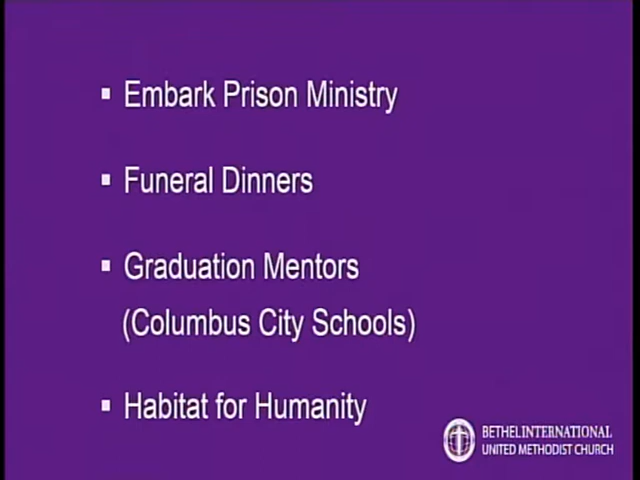 ▪ Embark Prison Ministry
▪ Funeral Dinners
▪ Graduation Mentors
(Columbus City Schools)
▪ Habitat for Humanity
BETHEL INTERNATIONAL
UNITED METHODIST CHURCH